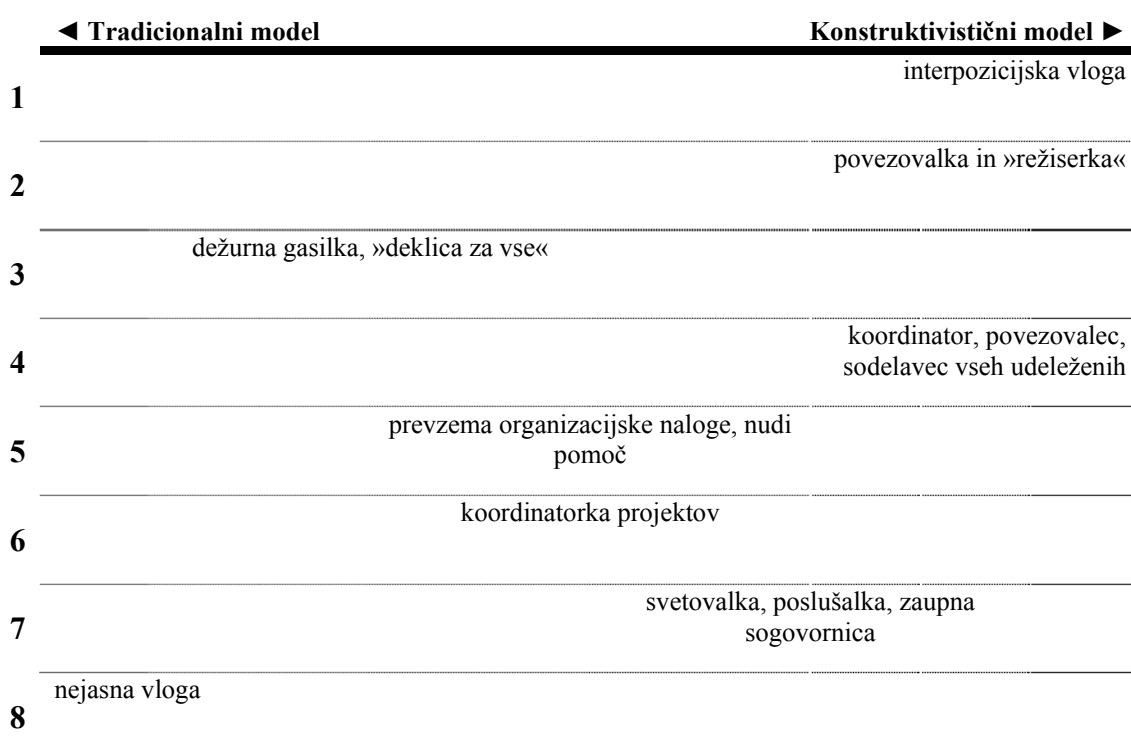 ◄ Tradicionalni model Konstruktivistični model ►
1 interpozicijska vloga
2 povezovalka in »režiserka«
3 dežurna gasilka, »deklica za vse«
4 koordinator, povezovalec,
sodelavec vseh udeleženih
5 prevzema organizacijske naloge, nudi
pomoč
6 koordinatorka projektov
7 svetovalka, poslušalka, zaupna
sogovornica
8 nejasna vloga